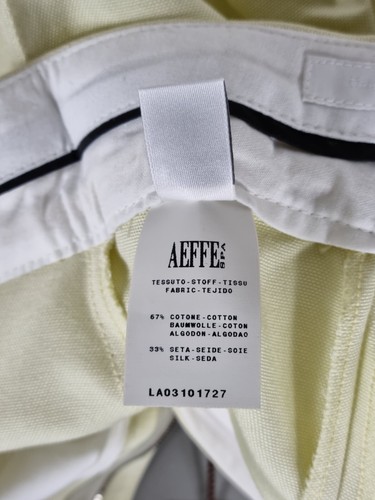 AEFFE SPA
TESSUTO-STOFF-TISSU
FABRIC-TEJIDO
67% COTONE-COTTON
BAUMWOLLE-COTON
ALGODON-ALGODAO
33% SETA-SEIDE-SOIE
SILK-SEDA
LA03101727